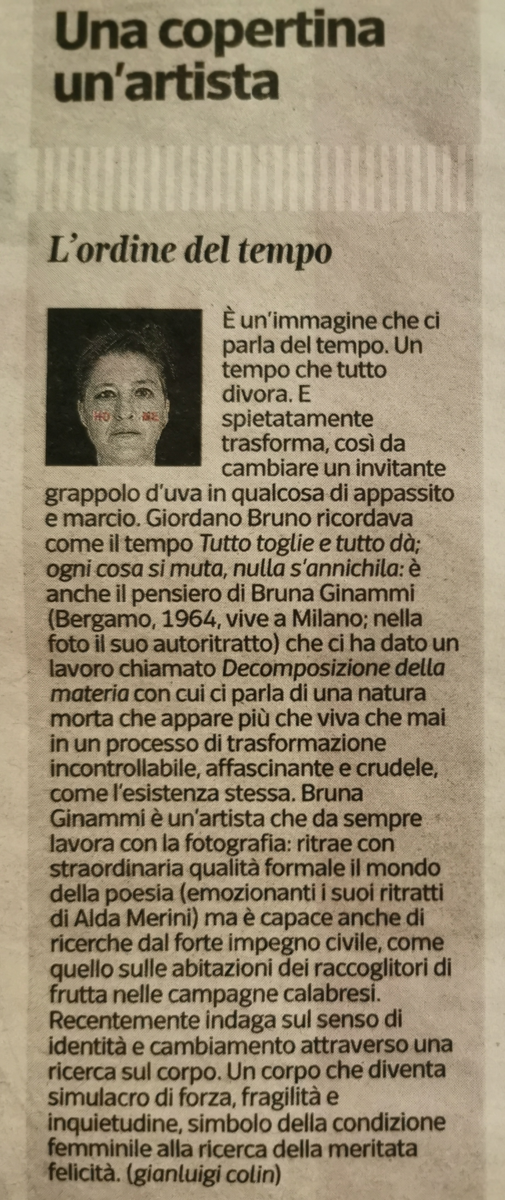 Una copertina
un'artista
L'ordine del tempo
È un'immagine che ci
parla del tempo. Un
tempo che tutto
divora. E
spietatamente
trasforma, così da
cambiare un invitante
grappolo d'uva in qualcosa di appassito
e marcio. Giordano Bruno ricordava
come il tempo Tutto toglie e tutto dà;
ogni cosa si muta, nulla s'annichila: è
anche il pensiero di Bruna Ginammi
(Bergamo, 1964, vive a Milano; nella
foto il suo autoritratto) che ci ha dato un
lavoro chiamato Decomposizione della
materia con cui ci parla di una natura
morta che appare più che viva che mai
in un processo di trasformazione
incontrollabile, affascinante e crudele,
come l'esistenza stessa. Bruna
Ginammi è un'artista che da sempre
lavora con la fotografia: ritrae con
straordinaria qualità formale il mondo
della poesia (emozionanti i suoi ritratti
di Alda Merini) ma è capace anche di
ricerche dal forte impegno civile, come
quello sulle abitazioni dei raccoglitori di
frutta nelle campagne calabresi.
Recentemente indaga sul senso di
identità e cambiamento attraverso una
ricerca sul corpo. Un corpo che diventa
simulacro di forza, fragilità e
inquietudine, simbolo della condizione
femminile alla ricerca della meritata
felicità. (gianluigi colin)